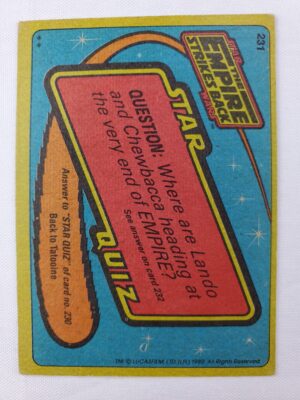 231
STAR
WARS
THE
EMPIRE
STRIKES BACK
STAR
QUIZ
QUESTION: Where are Lando
and Chewbacca heading at
the very end of EMPIRE?
See answer on card 232
Answer to "STAR QUIZ" of card no. 230:
Back to Tatooine
**
TM © LUCASFILM LTD. (LFL) 1980. All Rights Reserved.